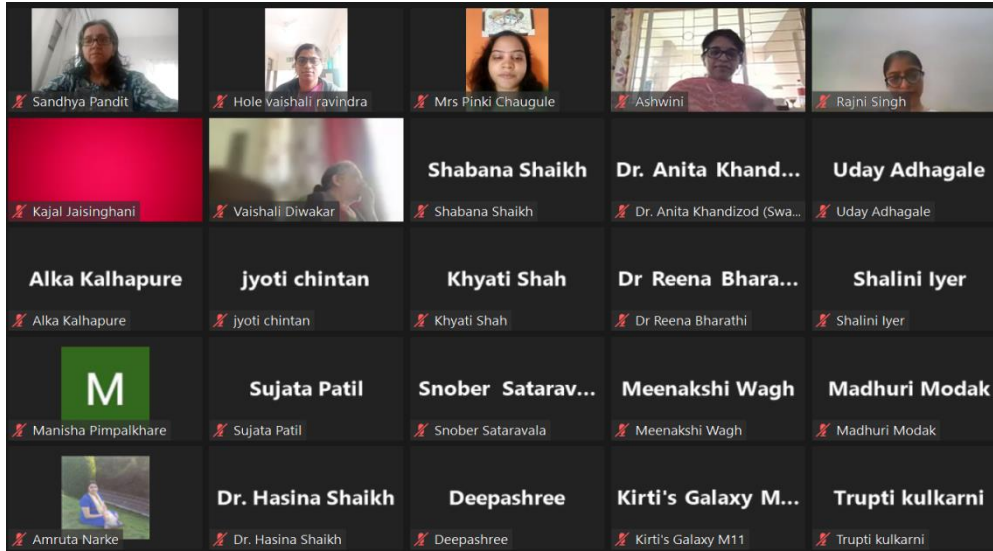 Sandhya Pandit
Hole vaishali ravindra
Mrs Pinki Chaugule
Ashwini
Rajni Singh
Kajal Jaisinghani
Vaishali Diwakar
Shabana Shaikh
Shabana Shaikh
Dr. Anita Khand...
Dr. Anita Khandizod (Swa...
Uday Adhagale
Uday Adhagale
Alka Kalhapure
Alka Kalhapure
jyoti chintan
jyoti chintan
Khyati Shah
Khyati Shah
Dr Reena Bhara...
Dr Reena Bharathi
Shalini Iyer
Shalini Iyer
M
Manisha Pimpalkhare
Sujata Patil
Sujata Patil
Snober Satarav...
Snober Sataravala
Meenakshi Wagh
Meenakshi Wagh
Madhuri Modak
Madhuri Modak
Amruta Narke
Dr. Hasina Shaikh
Dr. Hasina Shaikh
Deepashree
Deepashree
Kirti's Galaxy M...
Kirti's Galaxy M11
Trupti kulkarni
Trupti kulkarni